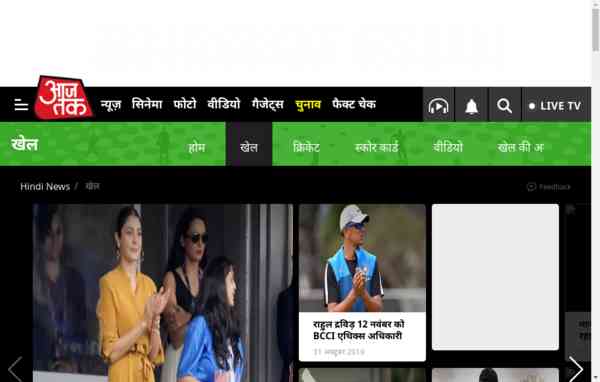 आज
तक
न्यूज़ सिनेमा फोटो वीडियो गैजेट्स चुनाव फैक्ट चेक
LIVE TV
खेल
होम खेल क्रिकेट स्कोर कार्ड वीडियो खेल की अ
Hindi News / खेल
Feedback
राहुल द्रविड़ 12 नवंबर को
BCCI एथिक्स अधिकारी
31 अक्टूबर 2019